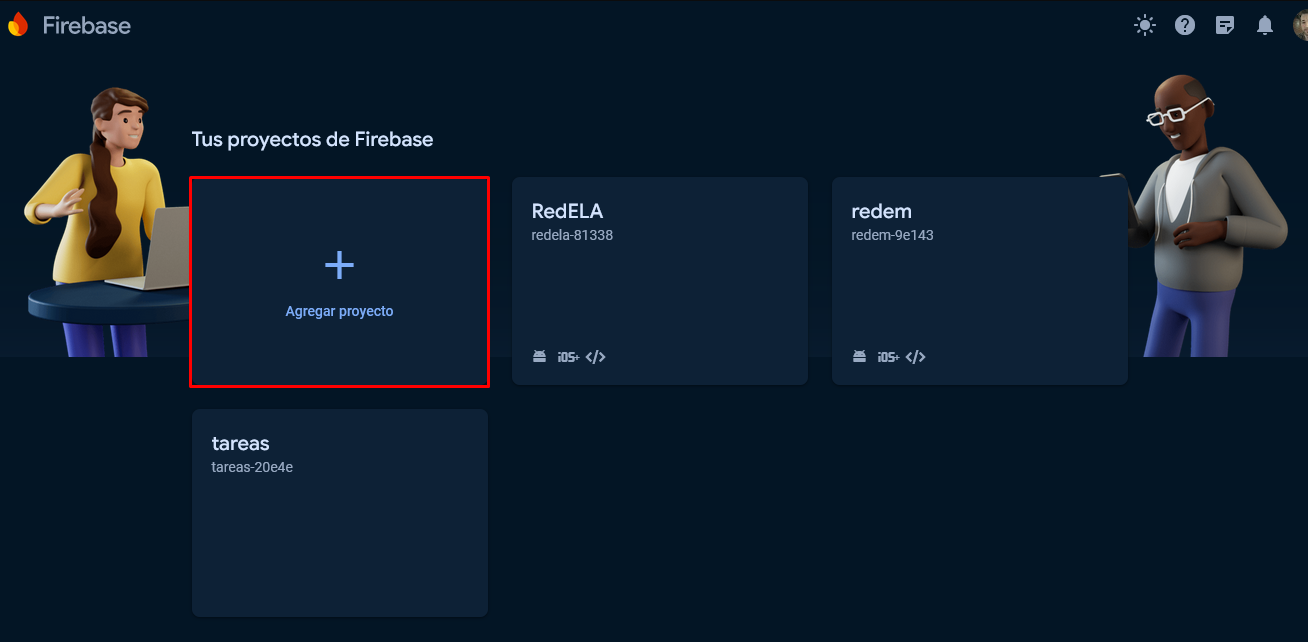 Firebase
Tus proyectos de Firebase
Agregar proyecto
RedELA
redela-81338
iOS+ </>
redem
redem-9e143
iOS+ </>
tareas
tareas-20e4e